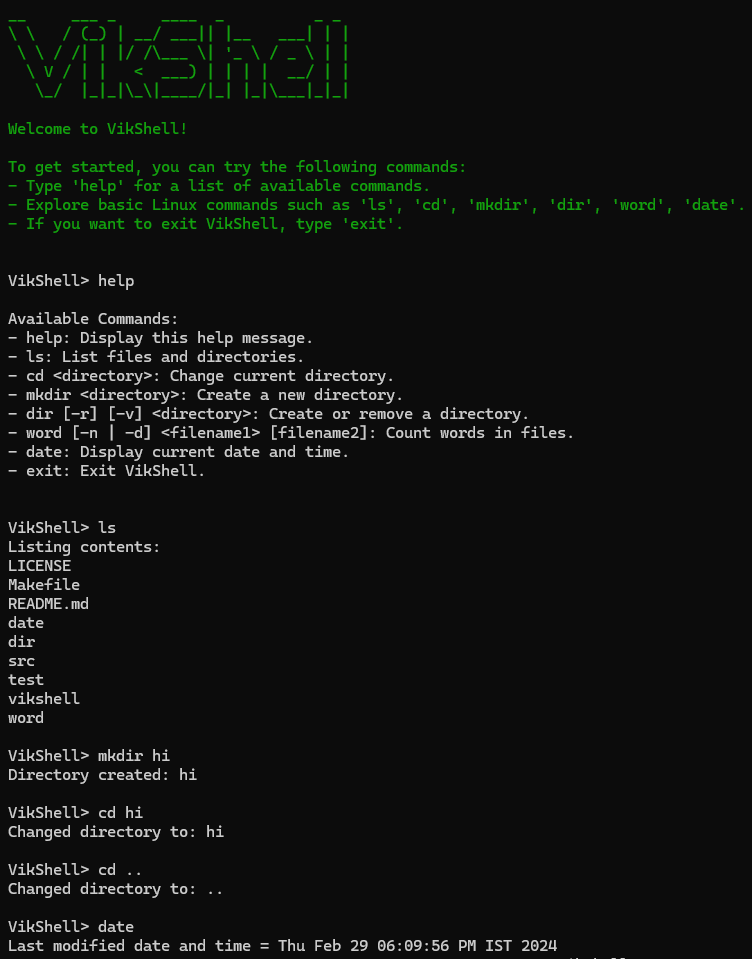 VikShell
Welcome to VikShell!
To get started, you can try the following commands:
- Type 'help' for a list of available commands.
- Explore basic Linux commands such as 'ls', 'cd', 'mkdir', 'dir', 'word', 'date'.
- If you want to exit VikShell, type 'exit'.
VikShell> help
Available Commands:
- help: Display this help message.
- ls: List files and directories.
- cd <directory>: Change current directory.
- mkdir <directory>: Create a new directory.
- dir [-r] [-v] <directory>: Create or remove a directory.
- word [-n | -d] <filename1> [filename2]: Count words in files.
- date: Display current date and time.
- exit: Exit VikShell.
VikShell> ls
Listing contents:
LICENSE
Makefile
README.md
date
dir
src
test
vikshell
word
VikShell> mkdir hi
Directory created: hi
VikShell> cd hi
Changed directory to: hi
VikShell> cd ..
Changed directory to: ..
VikShell> date
Last modified date and time = Thu Feb 29 06:09:56 PM IST 2024